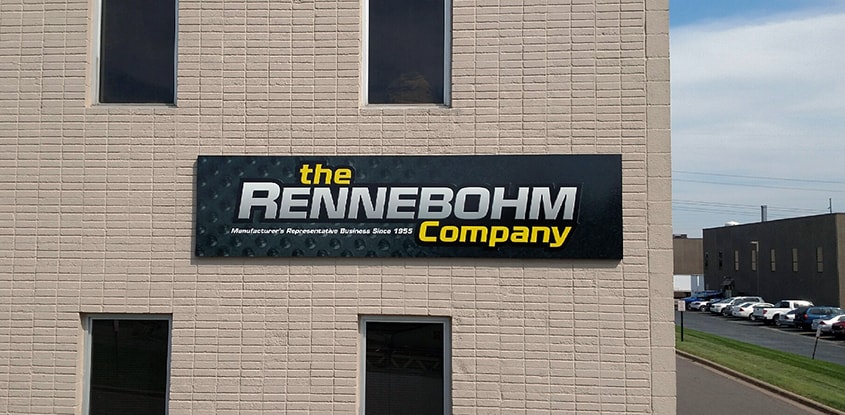 the
RENNEBOHM
Manufacturer's Representative Business Since 1955
Company